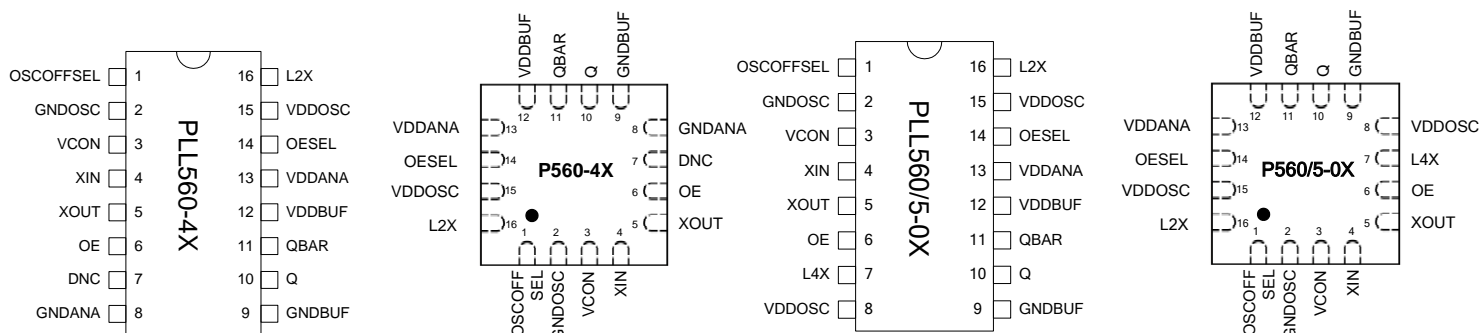 OSCOFFSEL 1 16 L2X
GNDOSC 2 15 VDDOSC
VCON 3 14 OESEL
XIN 4 13 VDDANA
XOUT 5 12 VDDBUF
OE 6 11 QBAR
DNC 7 10 Q
GNDANA 8 9 GNDBUF
PLL560-4X
VDDBUF QBAR Q GNDBUF
12 11 10 9
VDDANA 13 8 GNDANA
OESEL 14 7 DNC
VDDOSC 15 6 OE
L2X 16 5 XOUT
P560-4X
1 2 3 4
OSCOFF
SEL
GNDOSC
VCON
XIN
OSCOFFSEL 1 16 L2X
GNDOSC 2 15 VDDOSC
VCON 3 14 OESEL
XIN 4 13 VDDANA
XOUT 5 12 VDDBUF
OE 6 11 QBAR
L4X 7 10 Q
VDDOSC 8 9 GNDBUF
PLL560/5-0X
VDDBUF QBAR Q GNDBUF
12 11 10 9
VDDANA 13 8 VDDOSC
OESEL 14 7 L4X
VDDOSC 15 6 OE
L2X 16 5 XOUT
P560/5-0X
1 2 3 4
OSCOFF
SEL
GNDOSC
VCON
XIN